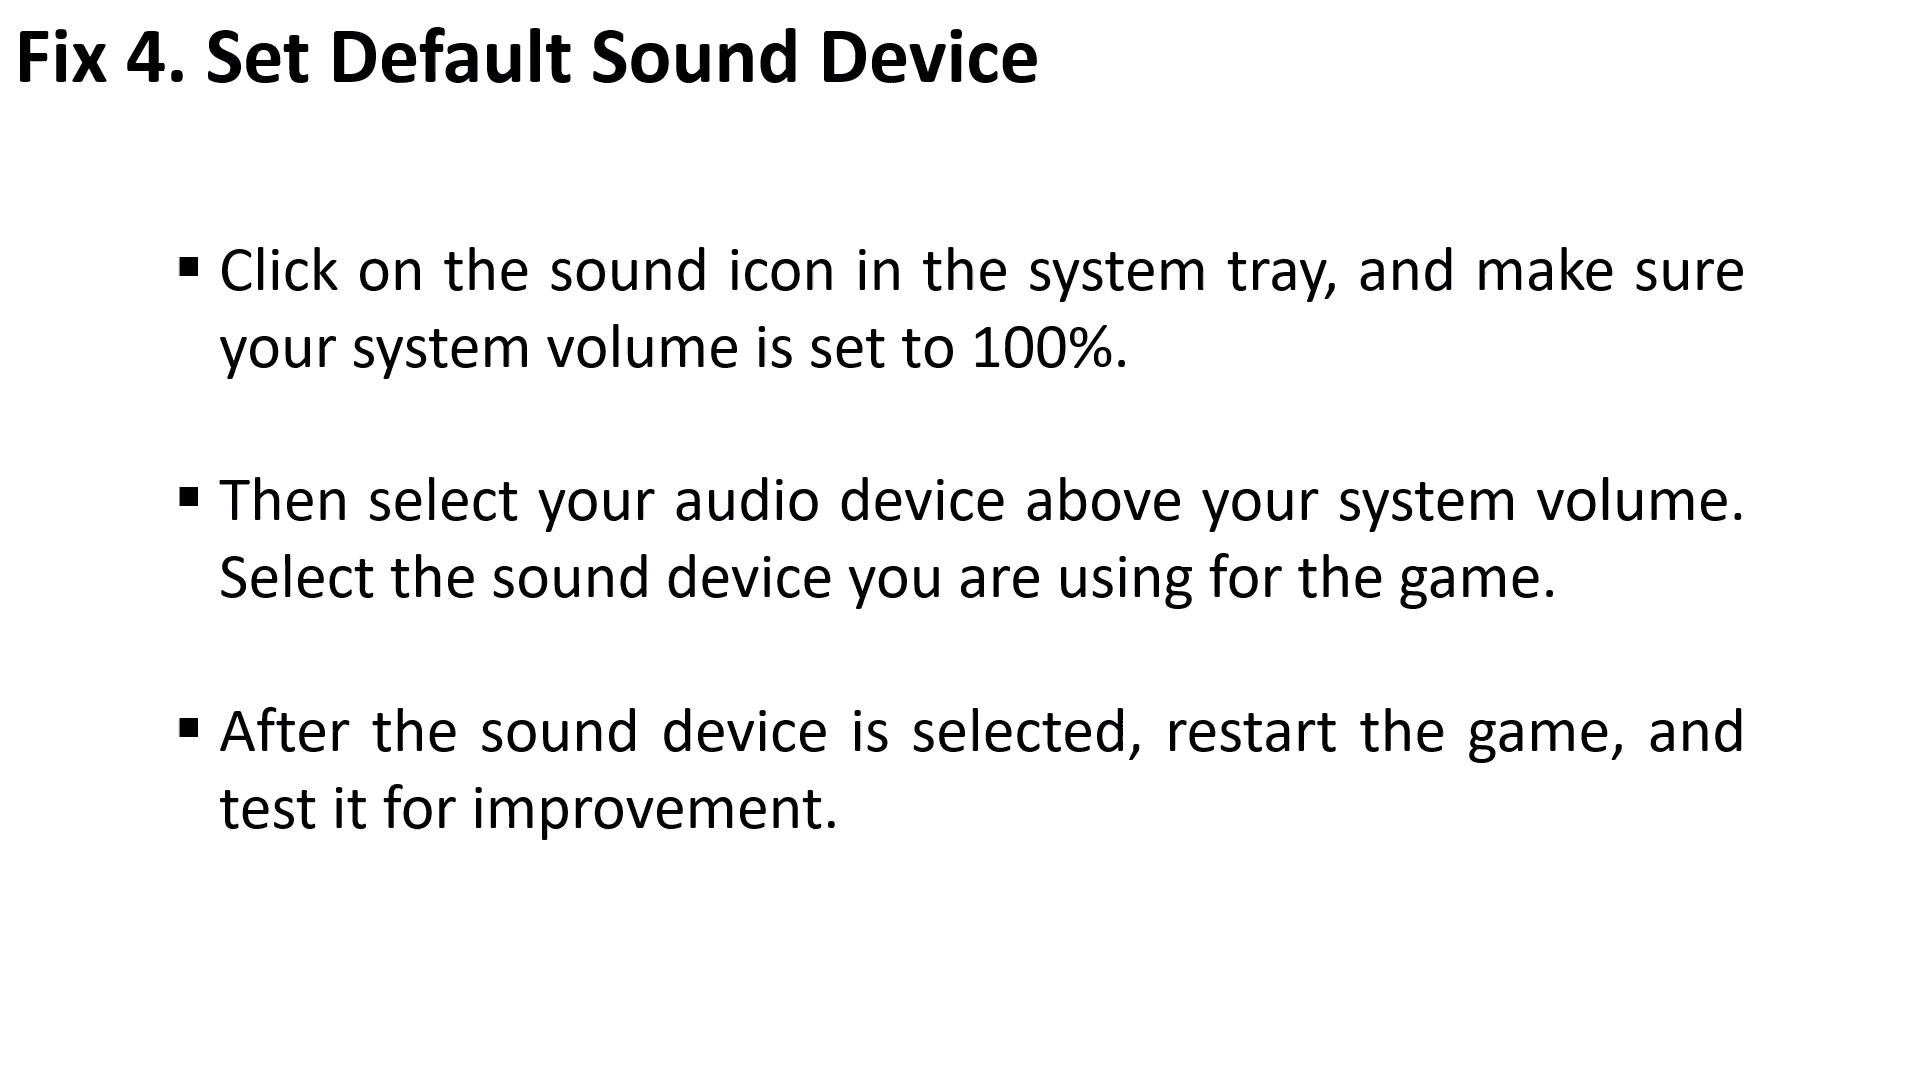 Fix 4. Set Default Sound Device
▪ Click on the sound icon in the system tray, and make sure
your system volume is set to 100%.
▪ Then select your audio device above your system volume.
Select the sound device you are using for the game.
▪ After the sound device is selected, restart the game, and
test it for improvement.